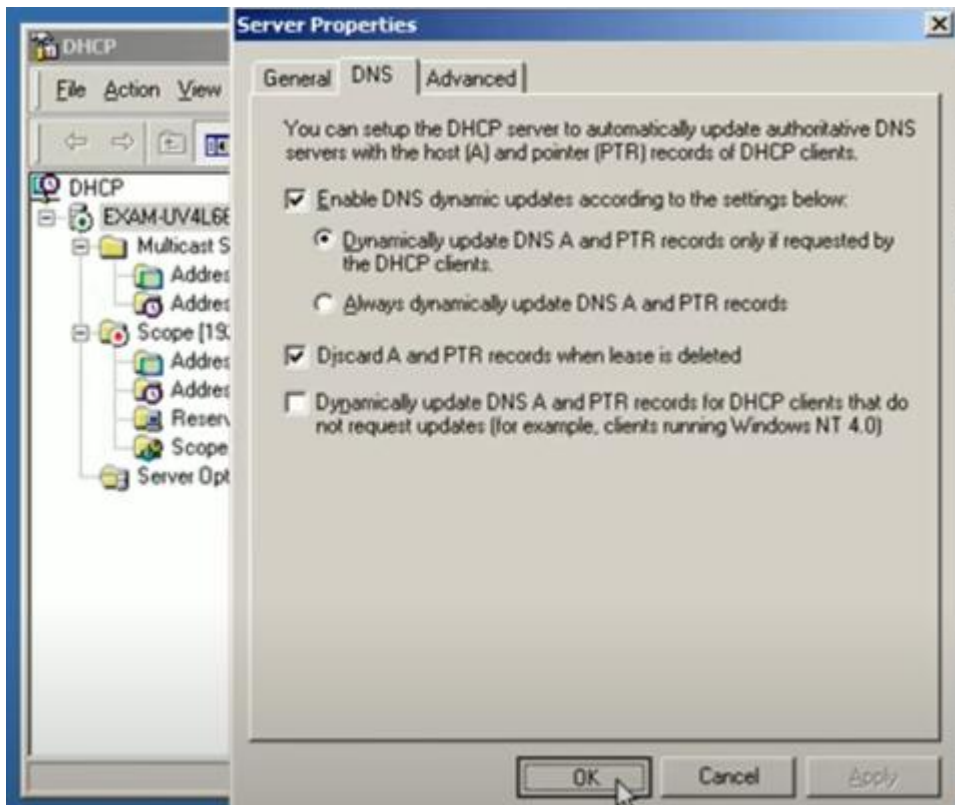 DHCP
File Action View
DHCP
EXAM-UV4L6
Multicast S
Addres
Addres
Scope [19
Addres
Addres
Reserv
Scope
Server Opt
Server Properties
General DNS Advanced
You can setup the DHCP server to automatically update authoritative DNS
servers with the host (A) and pointer (PTR) records of DHCP clients.
Enable DNS dynamic updates according to the settings below:
Dynamically update DNS A and PTR records only if requested by
the DHCP clients.
Always dynamically update DNS A and PTR records
Discard A and PTR records when lease is deleted
Dynamically update DNS A and PTR records for DHCP clients that do
not request updates (for example, clients running Windows NT 4.0)
OK Cancel Apply